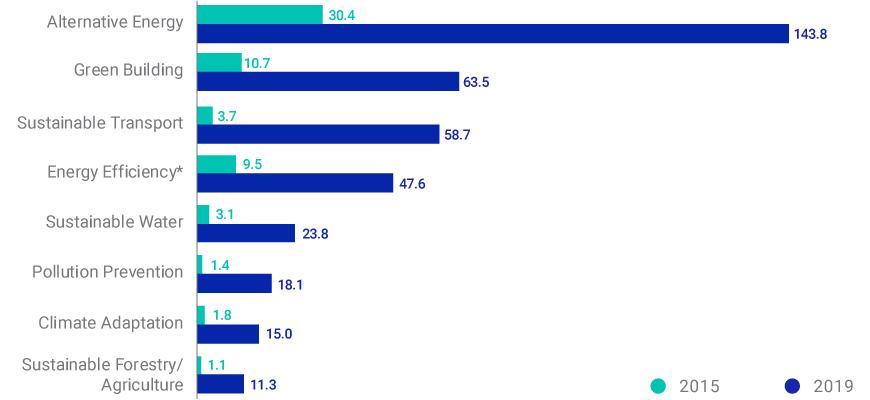 Alternative Energy
30.4
143.8
Green Building
10.7
63.5
Sustainable Transport
3.7
58.7
Energy Efficiency*
9.5
47.6
Sustainable Water
3.1
23.8
Pollution Prevention
1.4
18.1
Climate Adaptation
1.8
15.0
Sustainable Forestry/
Agriculture
1.1
11.3
2015
2019